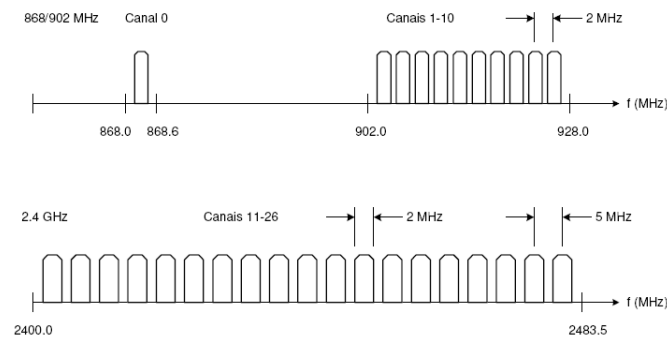 868/902 MHz Canal 0 Canais 1-10 2 MHz
f (MHz)
868.0 868.6 902.0 928.0
2.4 GHz Canais 11-26 2 MHz 5 MHz
f (MHz)
2400.0 2483.5